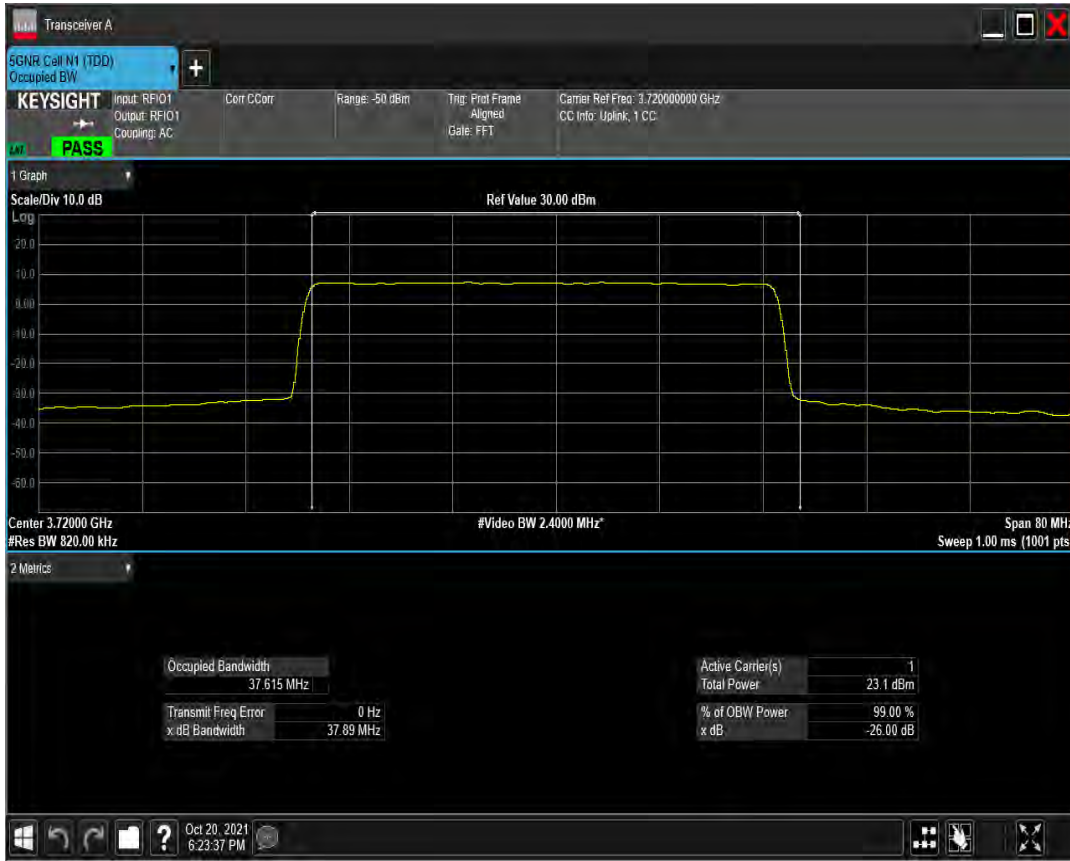 Transceiver A
5GNR Cell N1 (TDD)
Occupied BW
+
KEYSIGHT
Input: RFIO1
Output: RFIO1
Coupling: AC
Corr CCorr
Range: -50 dBm
Trig: Prot Frame
Aligned
Gate: FFT
Carrier Ref Freq: 3.720000000 GHz
CC Info: Uplink, 1 CC
PASS
1 Graph
Scale/Div 10.0 dB
Ref Value 30.00 dBm
Log
20.0
10.0
0.00
-10.0
-20.0
-30.0
-40.0
-50.0
-60.0
Center 3.72000 GHz
#Video BW 2.4000 MHz*
Span 80 MHz
#Res BW 820.00 kHz
Sweep 1.00 ms (1001 pts
2 Metrics
Occupied Bandwidth
37.615 MHz
Transmit Freq Error 0 Hz
x dB Bandwidth 37.89 MHz
Active Carrier(s) 1
Total Power 23.1 dBm
% of OBW Power 99.00 %
x dB -26.00 dB
?
Oct 20, 2021
6:23:37 PM